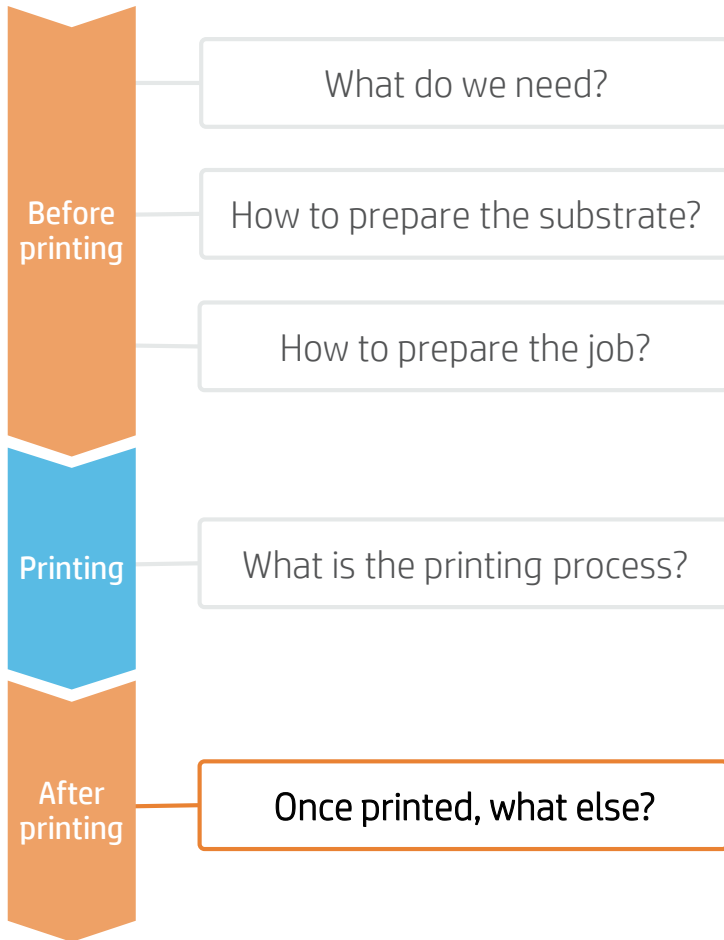 What do we need?
Before
printing
How to prepare the substrate?
How to prepare the job?
Printing
What is the printing process?
After
printing
Once printed, what else?